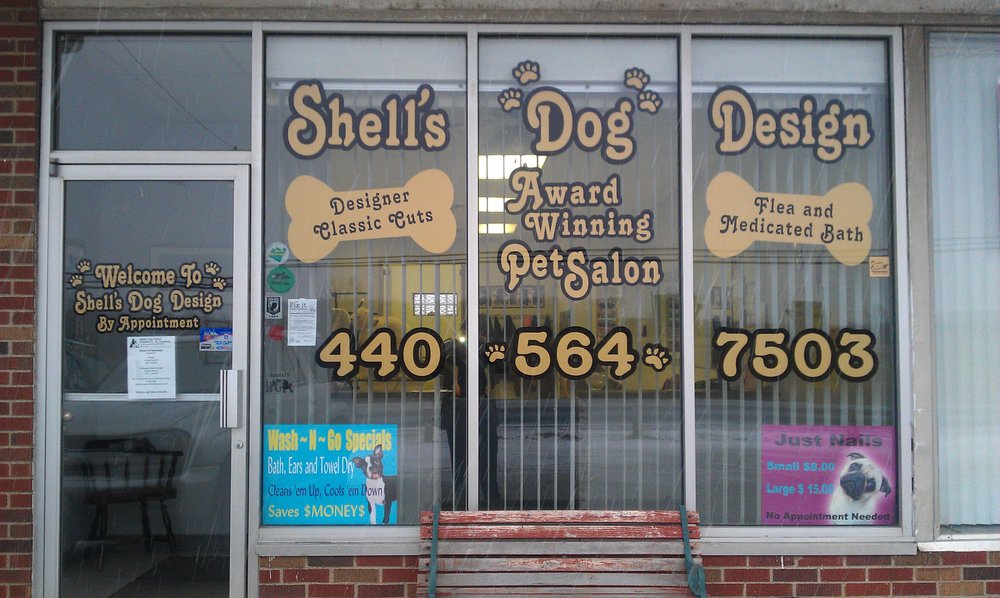 Shell's "Dog" Design
Designer
Classic Cuts
Award
Winning
Pet Salon
Flea and
Medicated Bath
Welcome To
Shell's Dog Design
By Appointment
440 564 7503
Fix it
Wash ~ N ~ Go Specials
Bath, Ears and Towel Dry
Cleans 'em Up, Cools 'em Down
Saves $MONEY$
Just Nails
Small $8.00
Large $ 15.00
No Appointment Needed